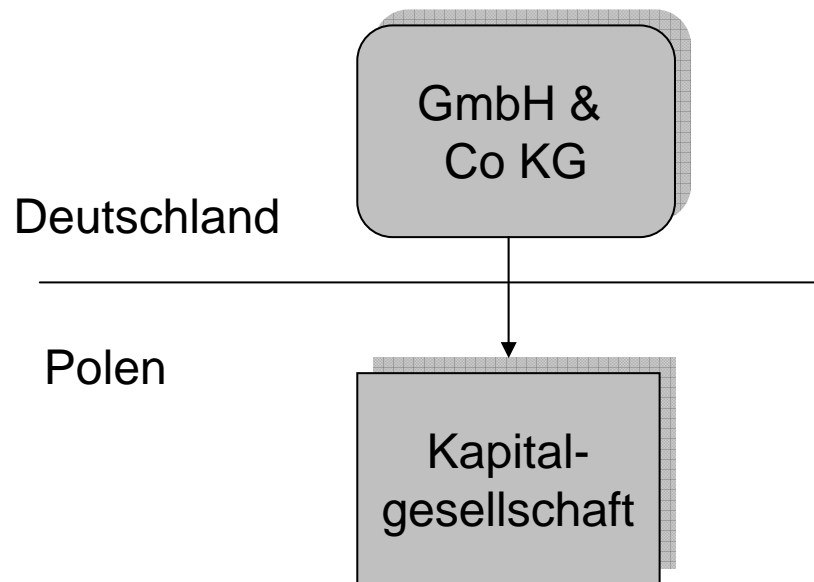 GmbH &
Co KG
Deutschland
Polen
Kapital-
gesellschaft